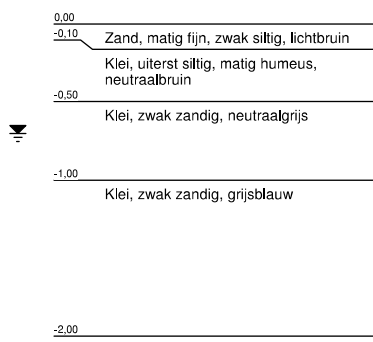 0,00
Zand, matig fijn, zwak siltig, lichtbruin
-0,10
Klei, uiterst siltig, matig humeus,
neutraalbruin
-0,50
Klei, zwak zandig, neutraalgrijs
-1,00
Klei, zwak zandig, grijsblauw
-2,00